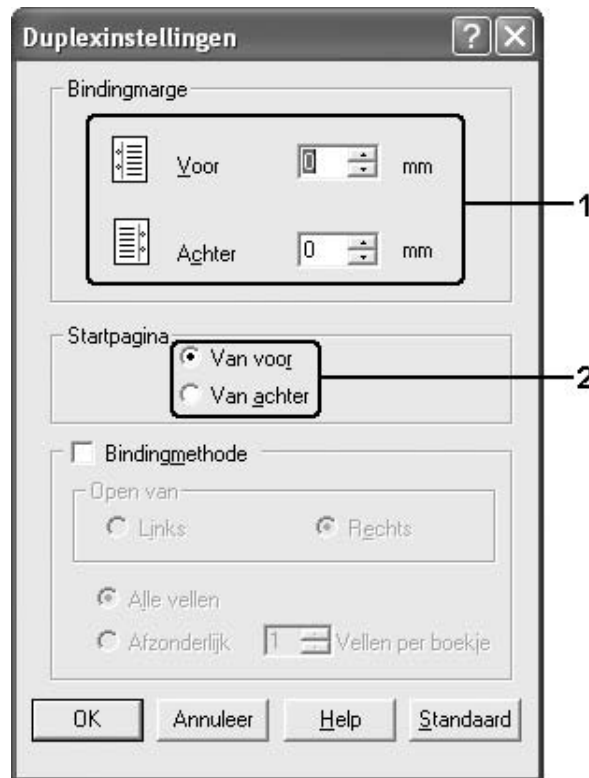 Duplexinstellingen
Bindingmarge
Voor 0 mm
1
Achter 0 mm
Startpagina
Van voor
2
Van achter
Bindingmethode
Open van
Links Rechts
Alle vellen
Afzonderlijk 1 Vellen per boekje
OK Annuleer Help Standaard